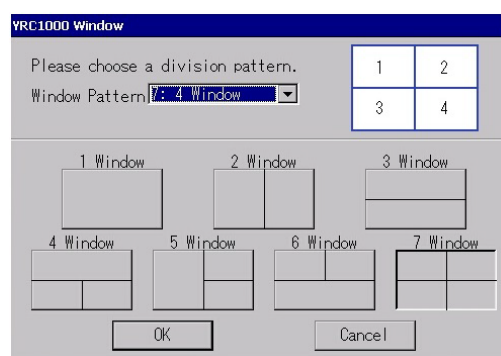 YRC1000 Window
Please choose a division pattern.
Window Pattern 7: 4 Window
1 2
3 4
1 Window 2 Window 3 Window
4 Window 5 Window 6 Window 7 Window
OK Cancel